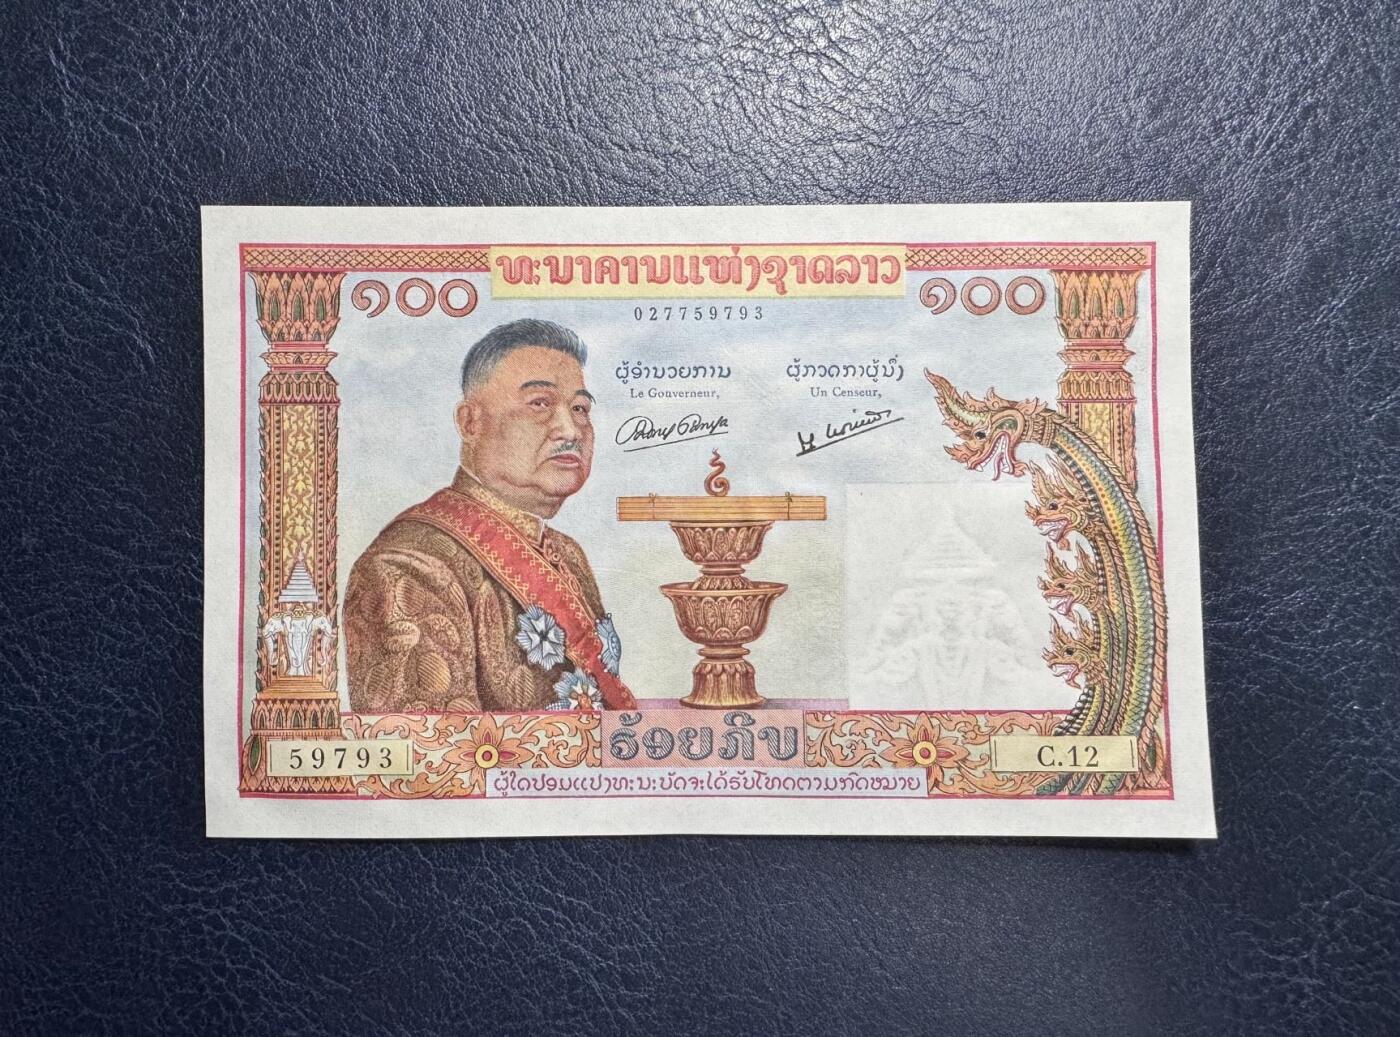 ທະນາຄານແຫ່ງຊາດລາວ
໑໐໐
໑໐໐
027759793
ຜູ້ອຳນວຍການ
ຜູ້ກວດກາຜູ້ນຶ່ງ
Le Gouverneur,
Un Censeur,
ຮ້ອຍກີບ
59793
C.12
ຜູ້ໃດປອມແປງທະນະບັດຈະໄດ້ຮັບໂທດຕາມກົດໝາຍ